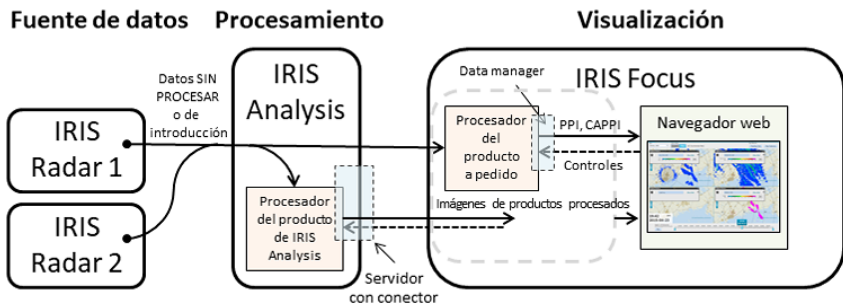 Fuente de datos
Procesamiento
Visualización
IRIS
Radar 1
IRIS
Radar 2
Datos SIN
PROCESAR
o de
introducción
IRIS
Analysis
Procesador
del producto
de IRIS
Analysis
Servidor
con conector
IRIS Focus
Data manager
Procesador
del
producto
a pedido
PPI, CAPPI
Controles
Imágenes de productos procesados
Navegador web